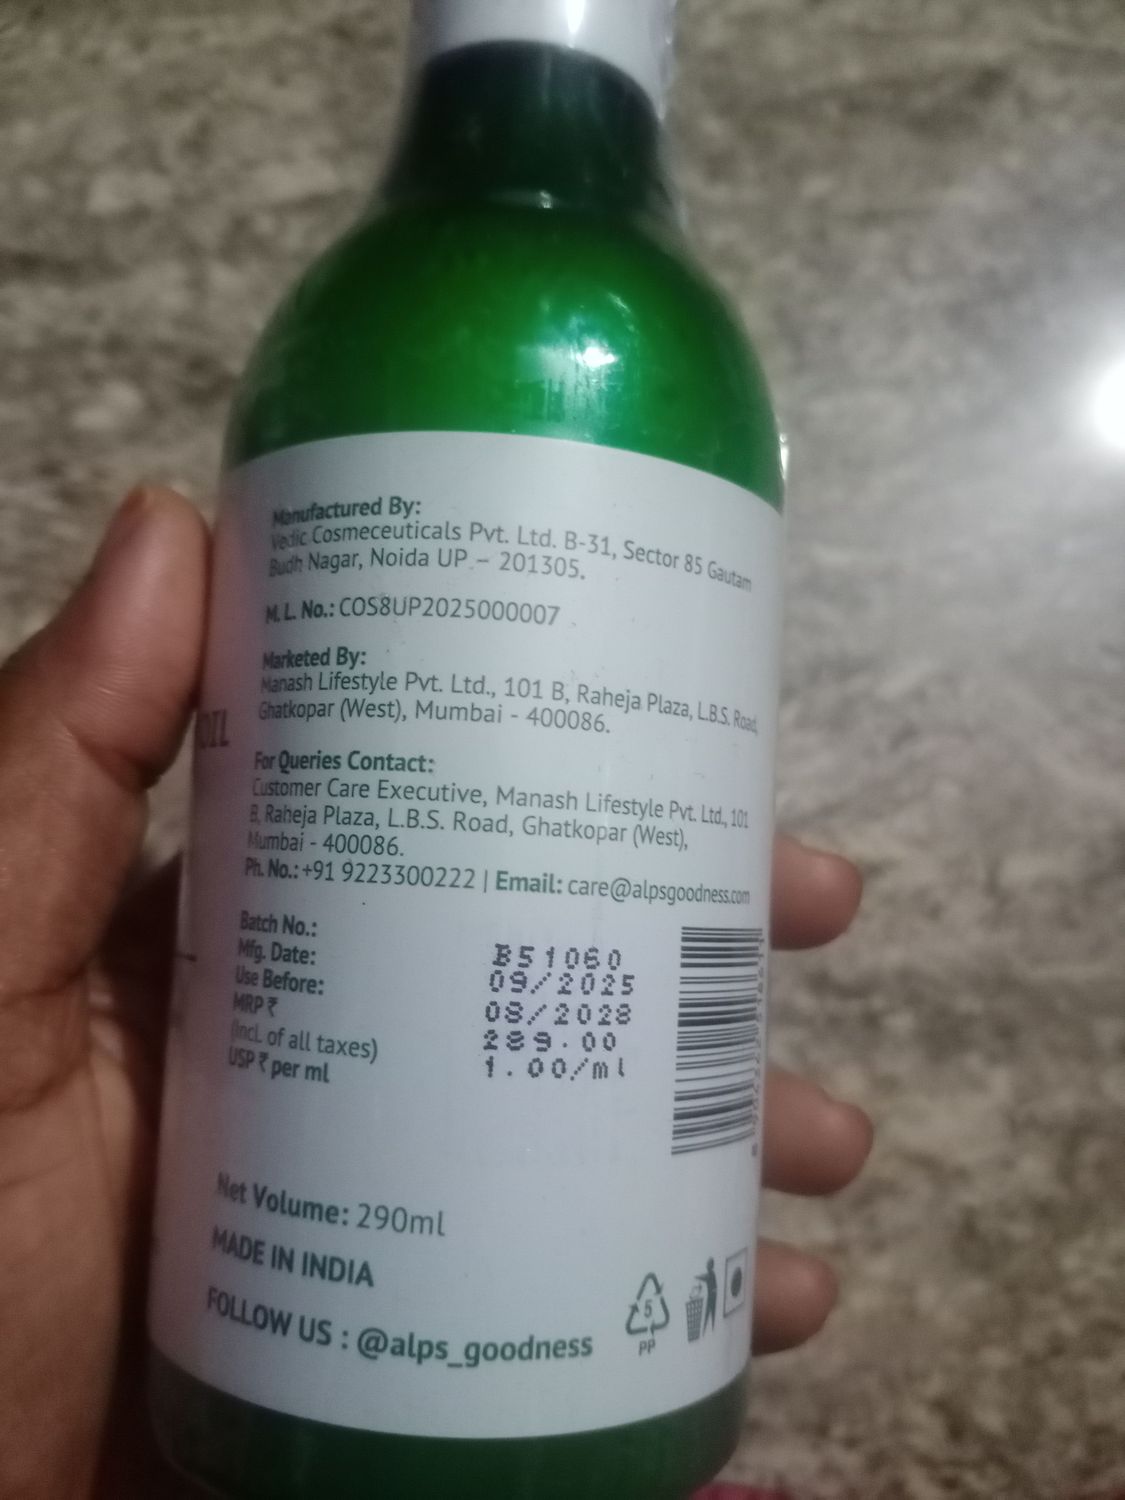 Manufactured By:
Vedic Cosmeceuticals Pvt. Ltd. B-31, Sector 85 Gautam
Budh Nagar, Noida UP – 201305.
M. L. No.: COS8UP2025000007
Marketed By:
Manash Lifestyle Pvt. Ltd., 101 B, Raheja Plaza, L.B.S. Road,
Ghatkopar (West), Mumbai - 400086.
OIL
For Queries Contact:
Customer Care Executive, Manash Lifestyle Pvt. Ltd., 101
B, Raheja Plaza, L.B.S. Road, Ghatkopar (West),
Mumbai - 400086.
Ph. No.: +91 9223300222 | Email: care@alpsgoodness.com
Batch No.: B51060
Mfg. Date: 09/2025
Use Before: 08/2028
MRP ₹ 289.00
(Incl. of all taxes)
USP ₹ per ml 1.00/ml
Net Volume: 290ml
MADE IN INDIA
FOLLOW US : @alps_goodness
5
PP